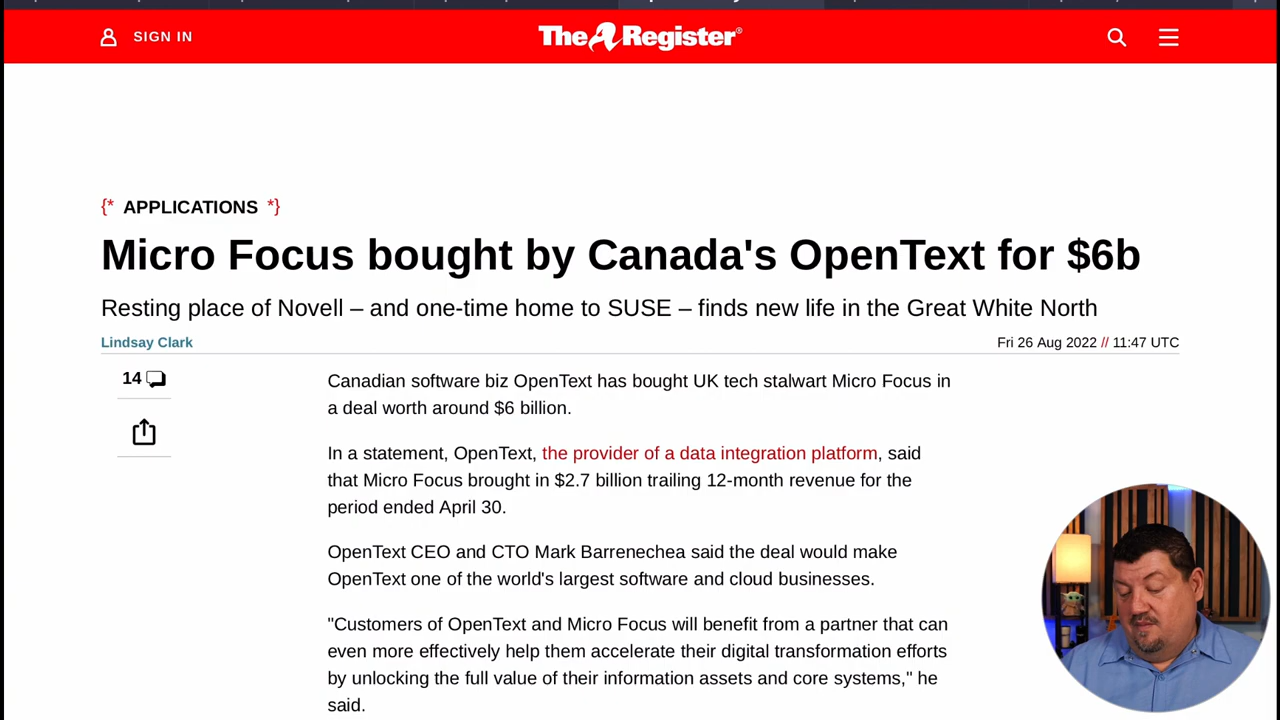 SIGN IN
The Register®
{* APPLICATIONS *}
Micro Focus bought by Canada's OpenText for $6b
Resting place of Novell – and one-time home to SUSE – finds new life in the Great White North
Lindsay Clark
Fri 26 Aug 2022 // 11:47 UTC
14
Canadian software biz OpenText has bought UK tech stalwart Micro Focus in
a deal worth around $6 billion.
In a statement, OpenText, the provider of a data integration platform, said
that Micro Focus brought in $2.7 billion trailing 12-month revenue for the
period ended April 30.
OpenText CEO and CTO Mark Barrenechea said the deal would make
OpenText one of the world's largest software and cloud businesses.
"Customers of OpenText and Micro Focus will benefit from a partner that can
even more effectively help them accelerate their digital transformation efforts
by unlocking the full value of their information assets and core systems," he
said.